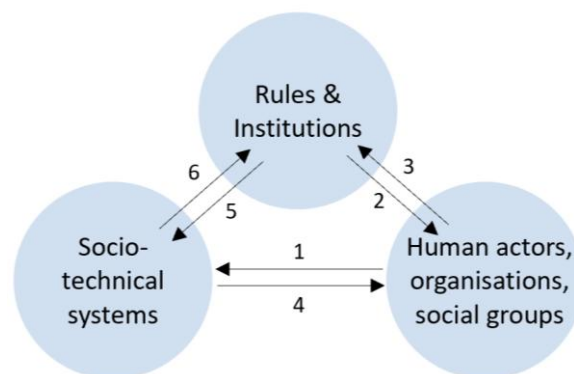 Rules &
Institutions
6
3
5
2
Socio-
technical
systems
1
4
Human actors,
organisations,
social groups